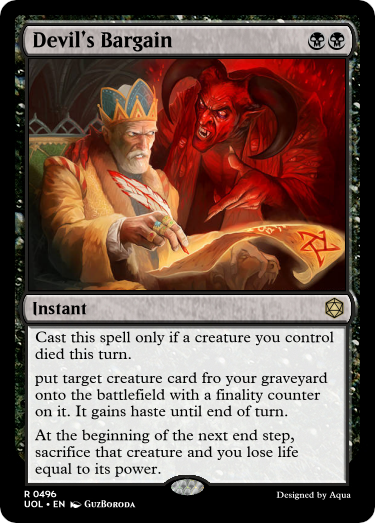 Devil's Bargain
Instant
Cast this spell only if a creature you control
died this turn.
put target creature card fro your graveyard
onto the battlefield with a finality counter
on it. It gains haste until end of turn.
At the beginning of the next end step,
sacrifice that creature and you lose life
equal to its power.
R 0496
UOL • EN GuzBoroda
Designed by Aqua